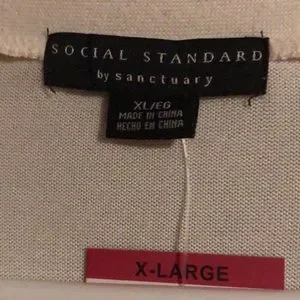 SOCIAL STANDARD
by sanctuary
XL/EG
MADE IN CHINA
HECHO EN CHINA
X-LARGE